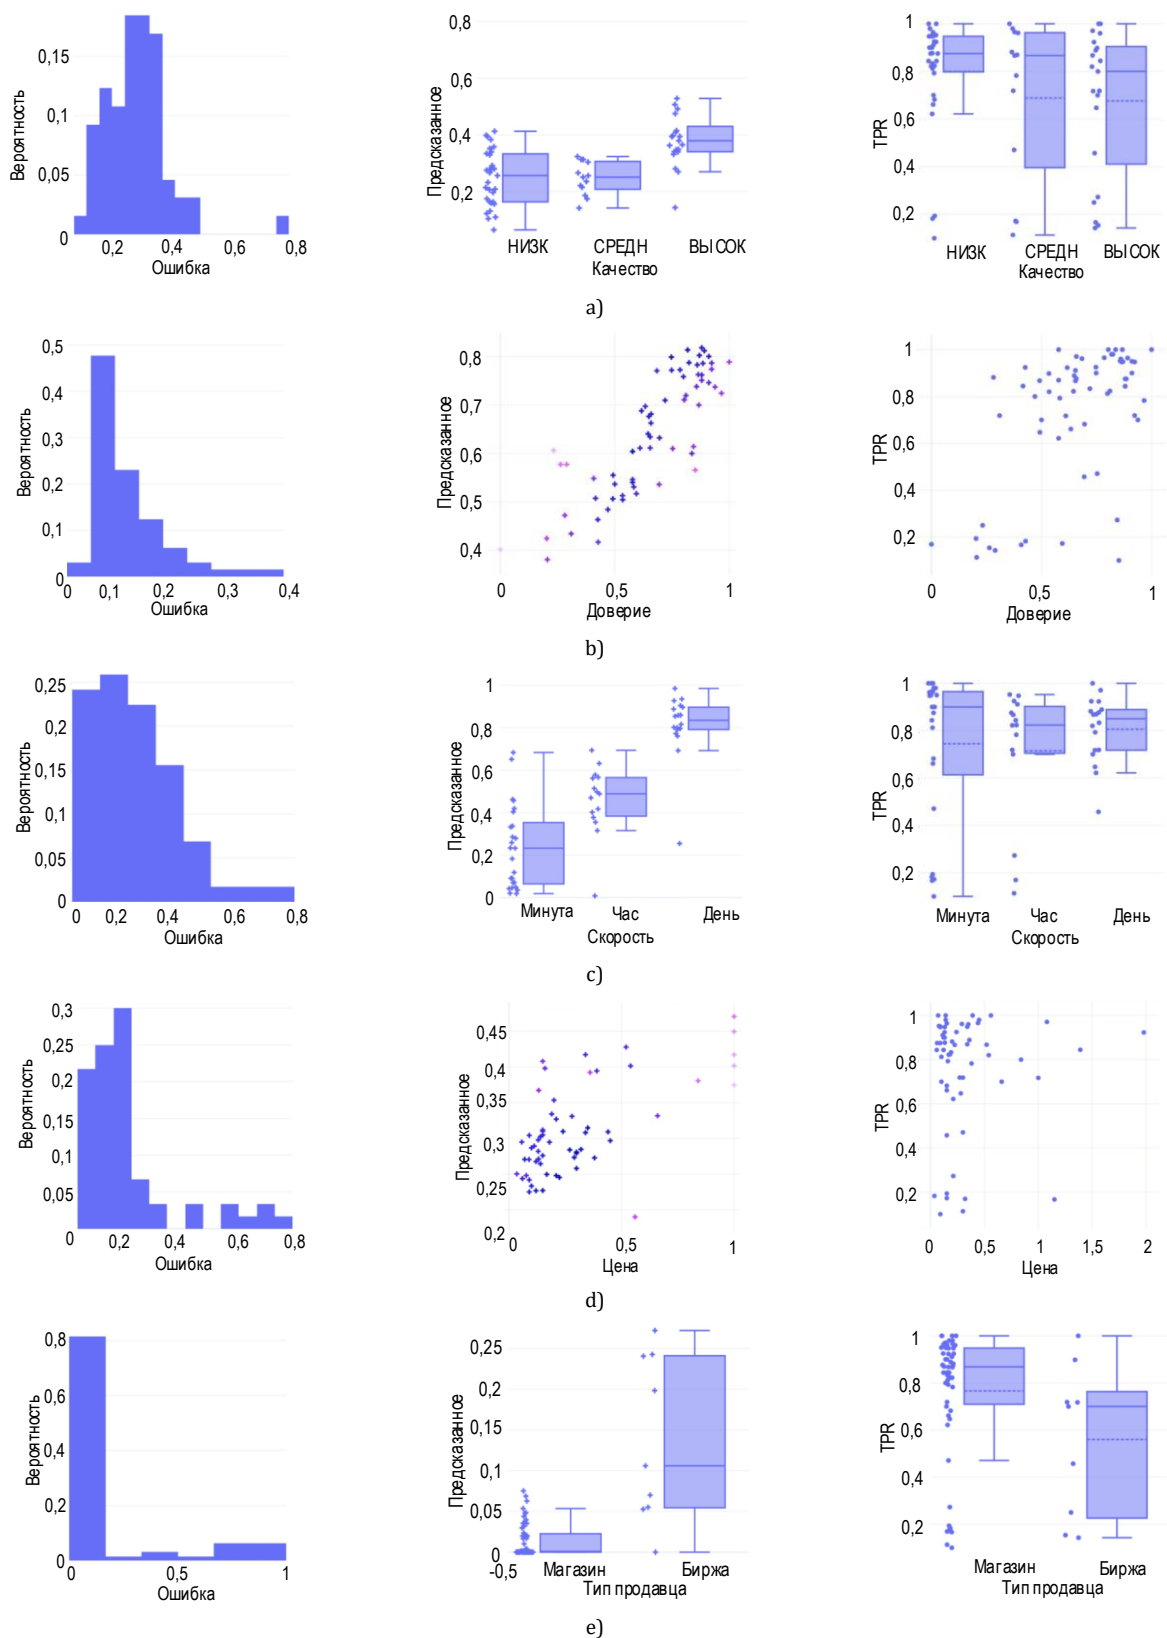 0,15
0,1
0,05
0
0,2
0,4
0,6
0,8
Вероятность
Ошибка
0,8
0,6
0,4
0,2
Предсказанное
НИЗК
СРЕДН
ВЫСОК
Качество
1
0,8
0,6
0,4
0,2
TPR
НИЗК
СРЕДН
ВЫСОК
Качество
a)
0,5
0,4
0,3
0,2
0,1
0
0
0,1
0,2
0,3
0,4
Вероятность
Ошибка
0,8
0,7
0,6
0,5
0,4
0
0,5
1
Предсказанное
Доверие
1
0,8
0,6
0,4
0,2
0
0,5
1
TPR
Доверие
b)
0,25
0,2
0,15
0,1
0,05
0
0
0,2
0,4
0,6
0,8
Вероятность
Ошибка
1
0,8
0,6
0,4
0,2
0
Предсказанное
Минута
Час
День
Скорость
1
0,8
0,6
0,4
0,2
TPR
Минута
Час
День
Скорость
c)
0,3
0,25
0,2
0,15
0,1
0,05
0
0
0,2
0,4
0,6
0,8
Вероятность
Ошибка
0,45
0,4
0,35
0,3
0,25
0,2
0
0,5
1
Предсказанное
Цена
1
0,8
0,6
0,4
0,2
0
0,5
1
1,5
2
TPR
Цена
d)
0,8
0,6
0,4
0,2
0
0,5
1
Вероятность
Ошибка
0,25
0,2
0,15
0,1
0,05
0
-0,5
Предсказанное
Магазин
Биржа
Тип продавца
1
0,8
0,6
0,4
0,2
TPR
Магазин
Биржа
Тип продавца
e)